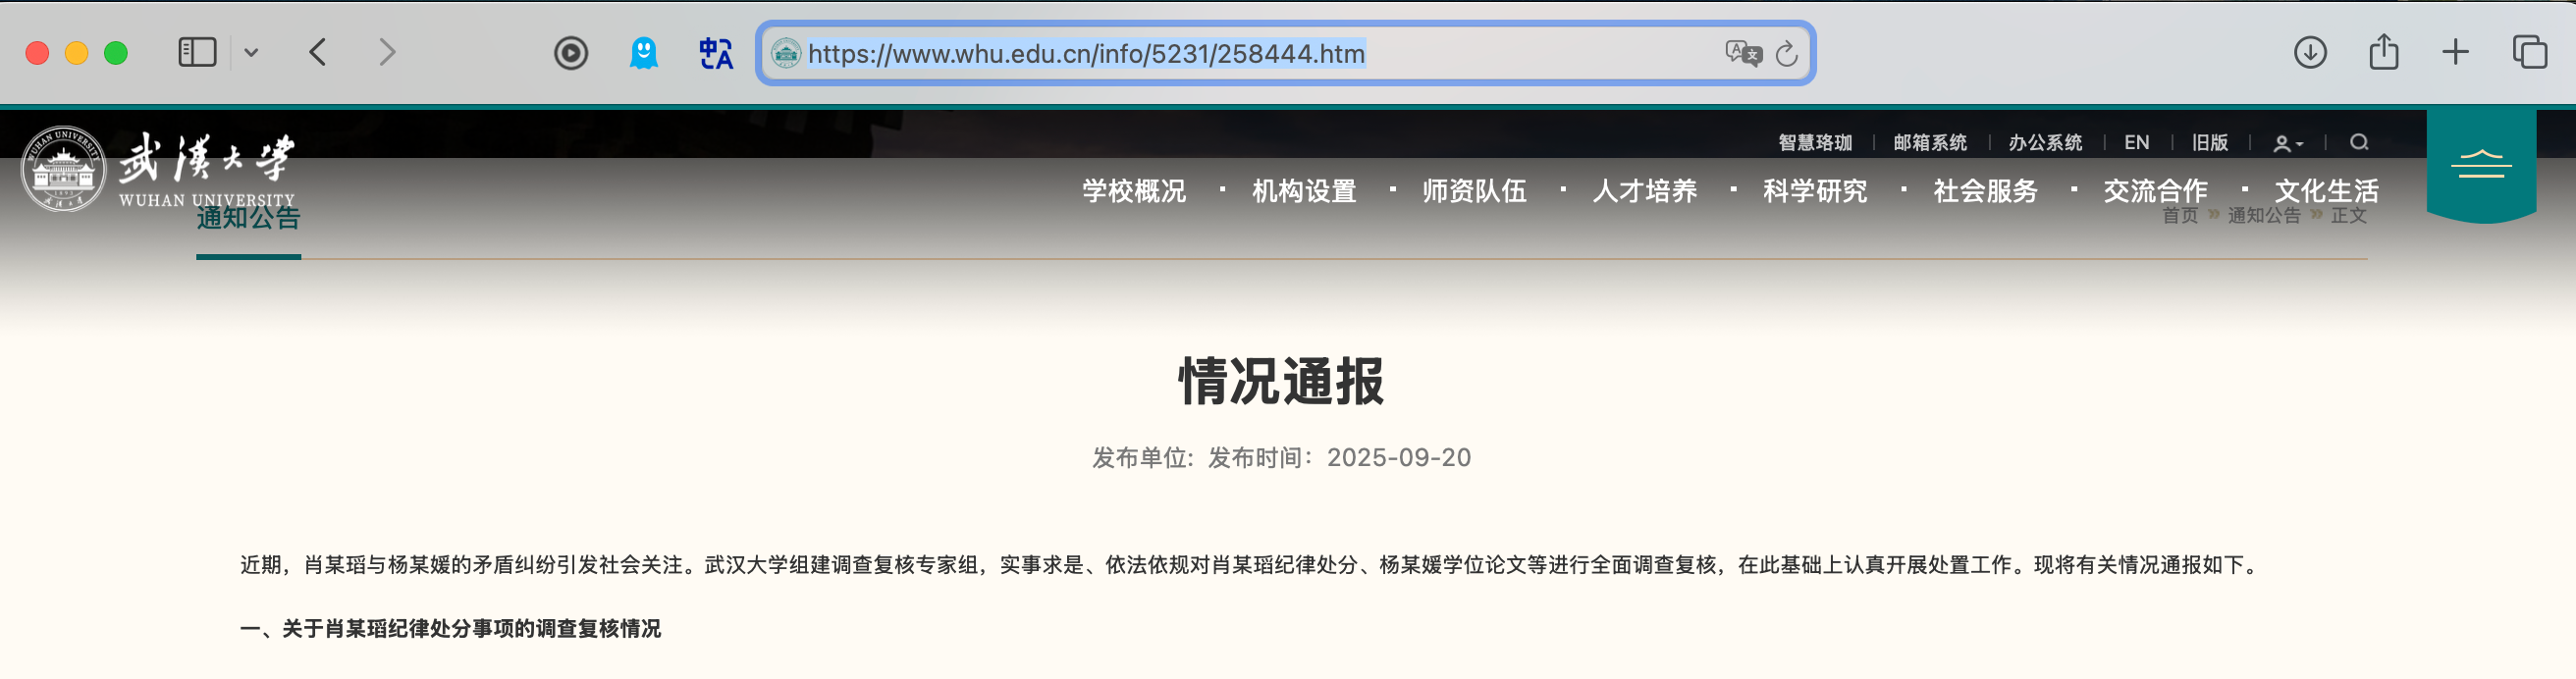 https://www.whu.edu.cn/info/5231/258444.htm
智慧珞珈 邮箱系统 办公系统 EN 旧版
武漢大學
WUHAN UNIVERSITY
学校概况 · 机构设置 · 师资队伍 · 人才培养 · 科学研究 · 社会服务 · 交流合作 · 文化生活
通知公告
首页 » 通知公告 » 正文
情况通报
发布单位: 发布时间：2025-09-20
近期，肖某瑫与杨某媛的矛盾纠纷引发社会关注。武汉大学组建调查复核专家组，实事求是、依法依规对肖某瑫纪律处分、杨某媛学位论文等进行全面调查复核，在此基础上认真开展处置工作。现将有关情况通报如下。
一、关于肖某瑫纪律处分事项的调查复核情况